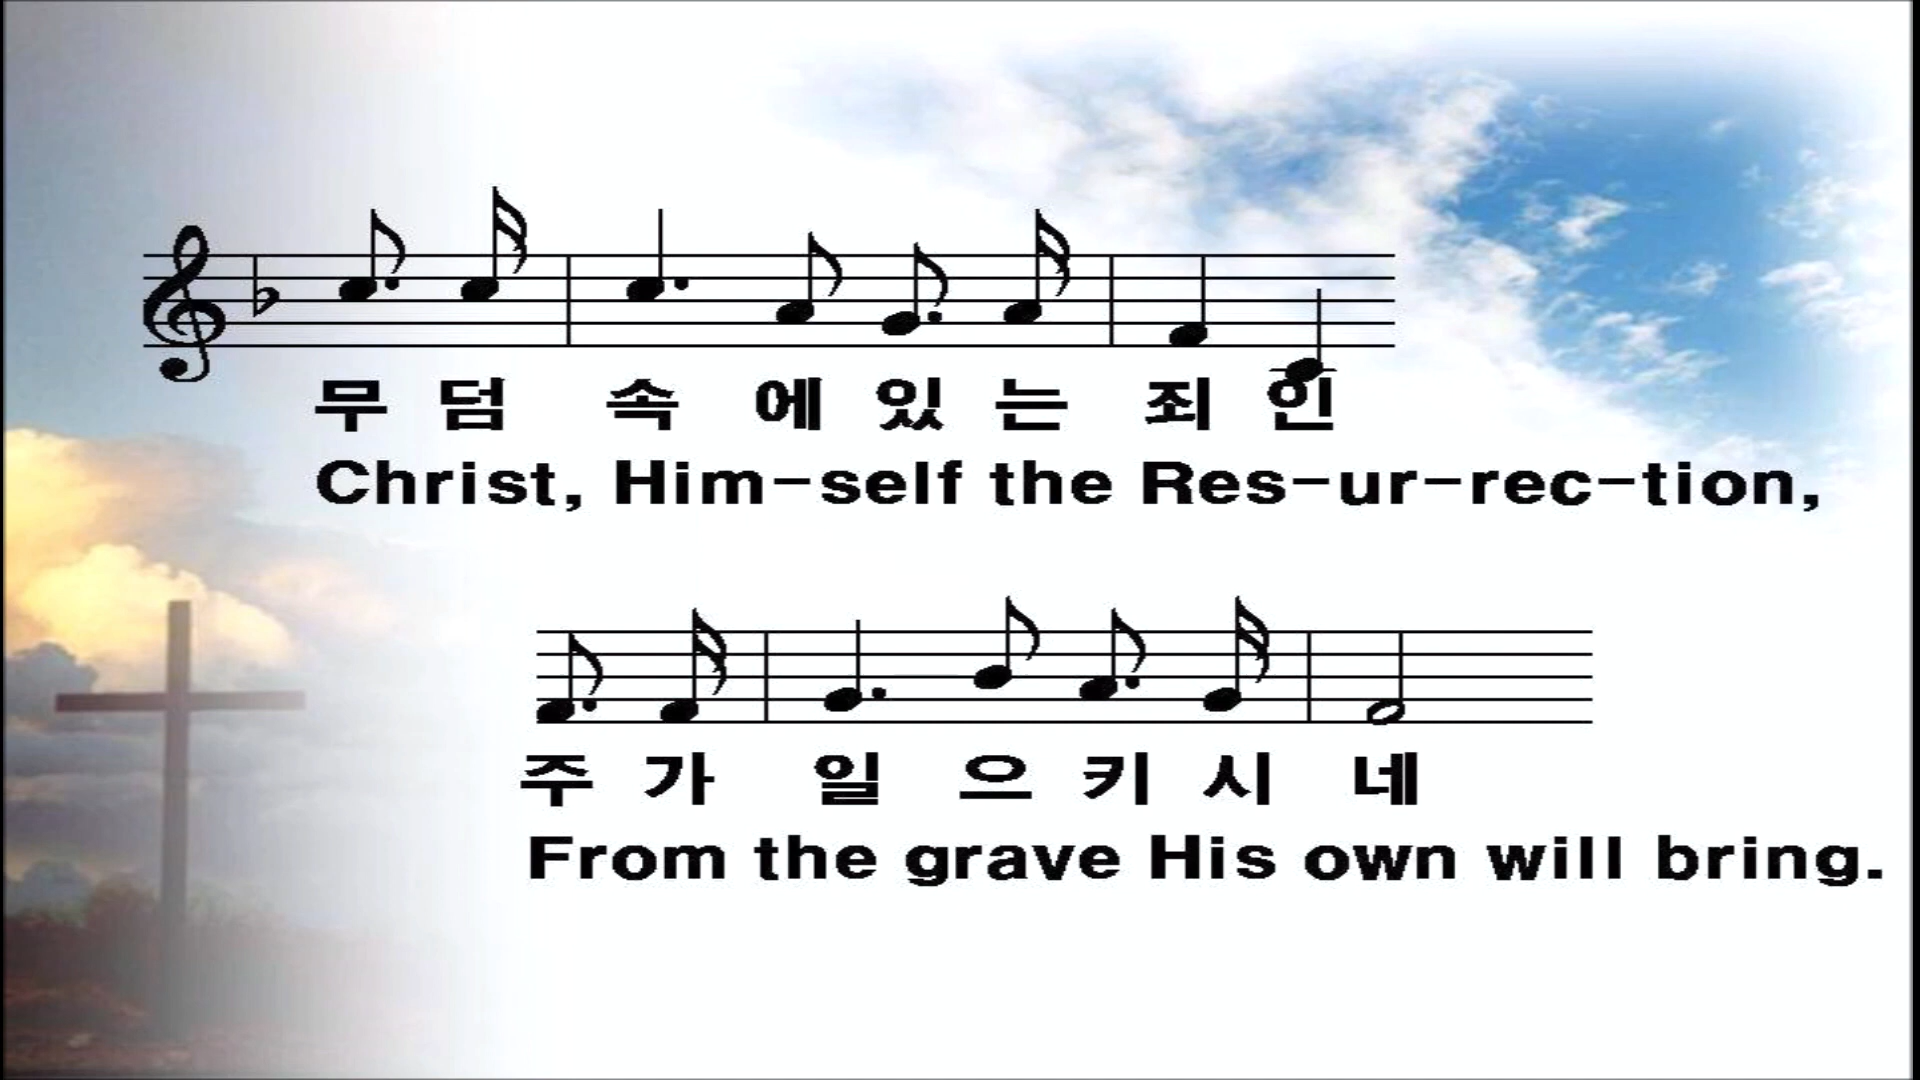 무 덤 속 에 있 는 죄 인
Christ, Him-self the Res-ur-rec-tion,
주 가 일 으 키 시 네
From the grave His own will bring.